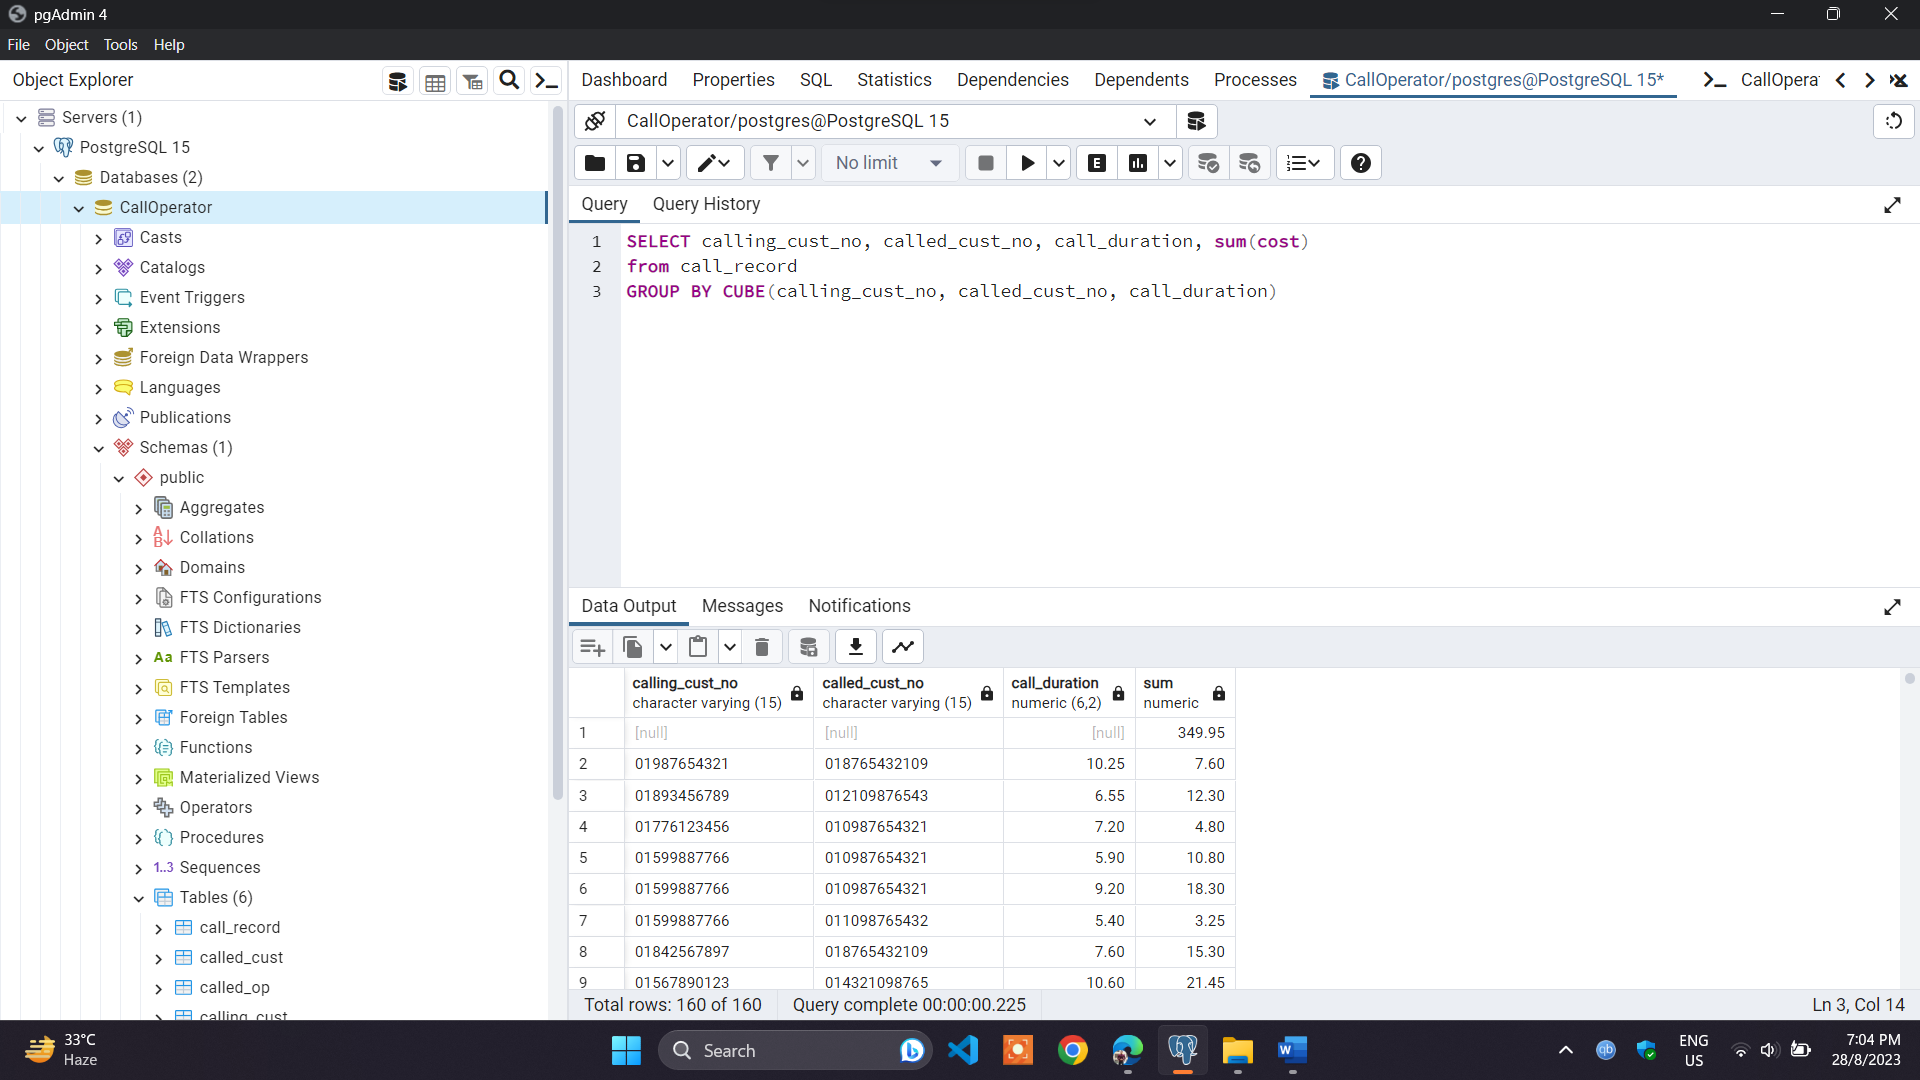 pgAdmin 4
File Object Tools Help
Object Explorer
Dashboard Properties SQL Statistics Dependencies Dependents Processes CallOperator/postgres@PostgreSQL 15* CallOpera
Servers (1)
PostgreSQL 15
Databases (2)
CallOperator
Casts
Catalogs
Event Triggers
Extensions
Foreign Data Wrappers
Languages
Publications
Schemas (1)
public
Aggregates
Collations
Domains
FTS Configurations
FTS Dictionaries
Aa FTS Parsers
FTS Templates
Foreign Tables
Functions
Materialized Views
Operators
Procedures
1..3 Sequences
Tables (6)
call_record
called_cust
called_op
calling_cust
CallOperator/postgres@PostgreSQL 15
No limit
E
Query Query History
1 SELECT calling_cust_no, called_cust_no, call_duration, sum(cost)
2 from call_record
3 GROUP BY CUBE(calling_cust_no, called_cust_no, call_duration)
Data Output Messages Notifications
calling_cust_no called_cust_no call_duration sum
character varying (15) character varying (15) numeric (6,2) numeric
1 [null] [null] [null] 349.95
2 01987654321 018765432109 10.25 7.60
3 01893456789 012109876543 6.55 12.30
4 01776123456 010987654321 7.20 4.80
5 01599887766 010987654321 5.90 10.80
6 01599887766 010987654321 9.20 18.30
7 01599887766 011098765432 5.40 3.25
8 01842567897 018765432109 7.60 15.30
9 01567890123 014321098765 10.60 21.45
Total rows: 160 of 160 Query complete 00:00:00.225 Ln 3, Col 14
33°C
Haze
Search
ENG
US
7:04 PM
28/8/2023